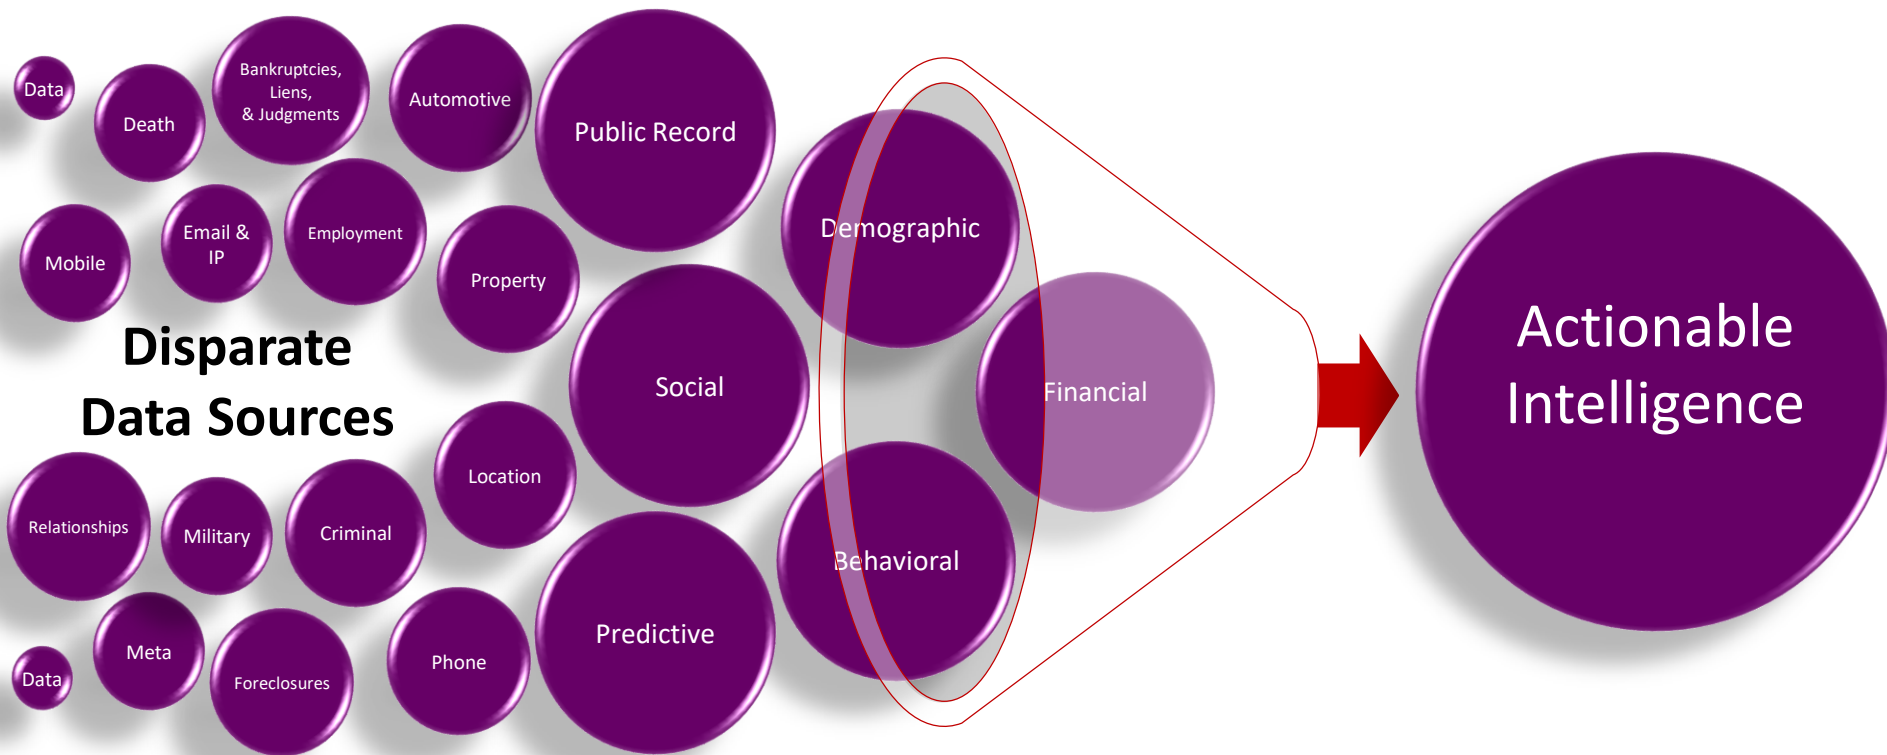 Data
Death
Bankruptcies,
Liens,
& Judgments
Automotive
Public Record
Mobile
Email &
IP
Employment
Property
Demographic
Disparate
Data Sources
Social
Financial
Actionable
Intelligence
Relationships
Military
Criminal
Location
Behavioral
Data
Meta
Foreclosures
Phone
Predictive